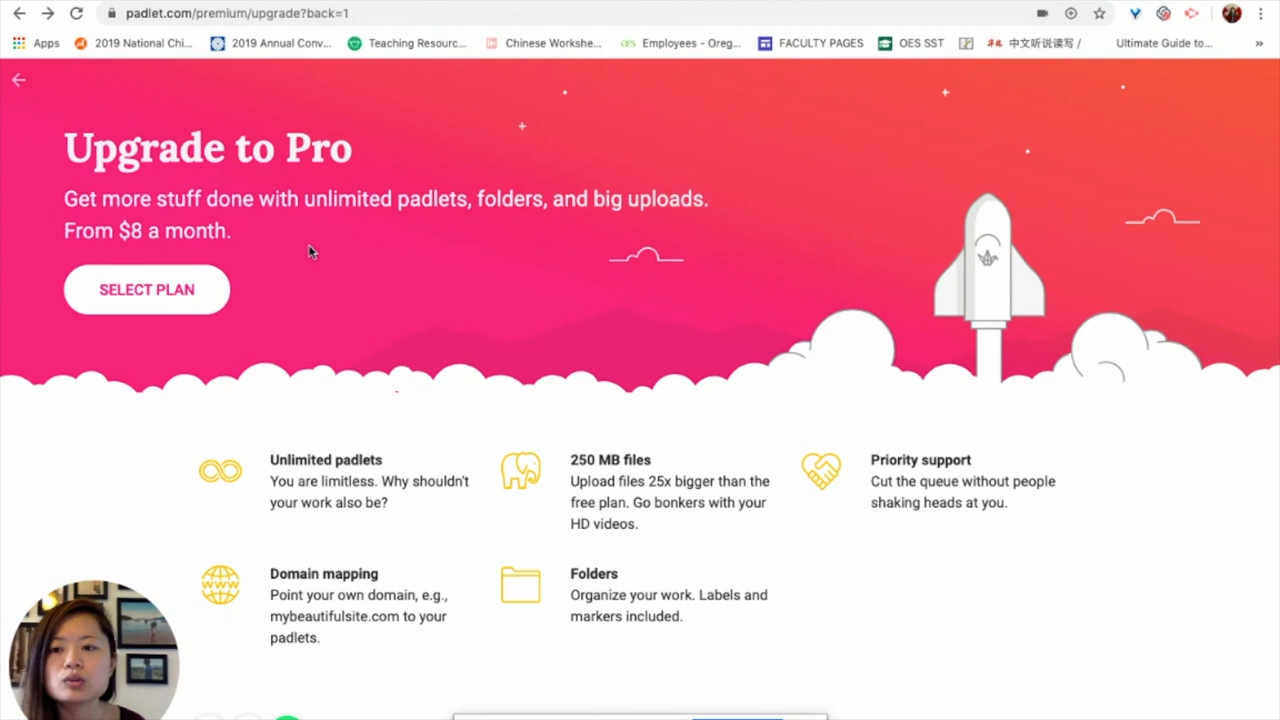 padlet.com/premium/upgrade?back=1
Apps
2019 National Chi...
2019 Annual Conv...
Teaching Resourc...
Chinese Workshe...
OES
Employees - Oreg...
FACULTY PAGES
OES SST
中文听说读写 /
Ultimate Guide to...
»
Upgrade to Pro
Get more stuff done with unlimited padlets, folders, and big uploads.
From $8 a month.
SELECT PLAN
Unlimited padlets
You are limitless. Why shouldn't
your work also be?
250 MB files
Upload files 25x bigger than the
free plan. Go bonkers with your
HD videos.
Priority support
Cut the queue without people
shaking heads at you.
WWW
Domain mapping
Point your own domain, e.g.,
mybeautifulsite.com to your
padlets.
Folders
Organize your work. Labels and
markers included.